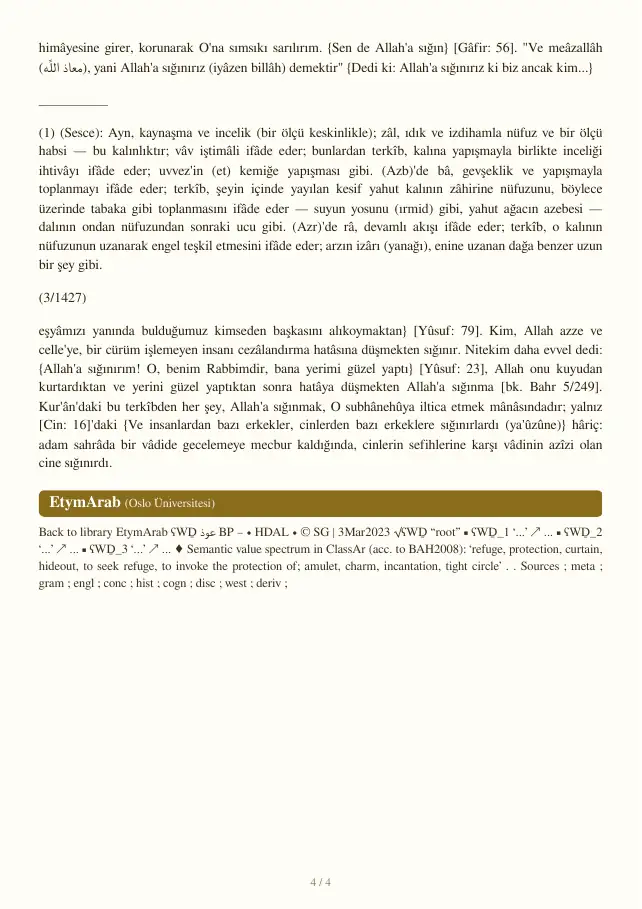 himâyesine girer, korunarak O'na sımsıkı sarılırım. {Sen de Allah'a sığın} [Gâfir: 56]. "Ve meâzallâh
(معاذ اللَّه), yani Allah'a sığınırız (iyâzen billâh) demektir" {Dedi ki: Allah'a sığınırız ki biz ancak kim...}
(1) (Sesce): Ayn, kaynaşma ve incelik (bir ölçü keskinlikle); zâl, ıdık ve izdihamla nüfuz ve bir ölçü
habsi — bu kalınlıktır; vâv iştimâli ifâde eder; bunlardan terkîb, kalına yapışmayla birlikte inceliği
ihtivâyı ifâde eder; uvvez'in (et) kemiğe yapışması gibi. (Azb)'de bâ, gevşeklik ve yapışmayla
toplanmayı ifâde eder; terkîb, şeyin içinde yayılan kesif yahut kalının zâhirine nüfuzunu, böylece
üzerinde tabaka gibi toplanmasını ifâde eder — suyun yosunu (ırmid) gibi, yahut ağacın azebesi —
dalının ondan nüfuzundan sonraki ucu gibi. (Azr)'de râ, devamlı akışı ifâde eder; terkîb, o kalının
nüfuzunun uzanarak engel teşkil etmesini ifâde eder; arzın izârı (yanağı), enine uzanan dağa benzer uzun
bir şey gibi.
(3/1427)
eşyâmızı yanında bulduğumuz kimseden başkasını alıkoymaktan} [Yûsuf: 79]. Kim, Allah azze ve
celle'ye, bir cürüm işlemeyen insanı cezâlandırma hatâsına düşmekten sığınır. Nitekim daha evvel dedi:
{Allah'a sığınırım! O, benim Rabbimdir, bana yerimi güzel yaptı} [Yûsuf: 23], Allah onu kuyudan
kurtardıktan ve yerini güzel yaptıktan sonra hatâya düşmekten Allah'a sığınma [bk. Bahr 5/249].
Kur'ân'daki bu terkîbden her şey, Allah'a sığınmak, O subhânehûya iltica etmek mânâsındadır; yalnız
[Cin: 16]'daki {Ve insanlardan bazı erkekler, cinlerden bazı erkeklere sığınırlardı (ya'ûzûne)} hâriç:
adam sahrâda bir vâdide gecelemeye mecbur kaldığında, cinlerin sefihlerine karşı vâdinin azîzi olan
cine sığınırdı.
EtymArab (Oslo Üniversitesi)
Back to library EtymArab ʕWḎ عوذ BP – • HDAL • © SG | 3Mar2023 √ʕWḎ “root” ▪ ʕWḎ_1 ‘...’ ↗ ... ▪ ʕWḎ_2
‘...’ ↗ ... ▪ ʕWḎ_3 ‘...’ ↗ ... ♦ Semantic value spectrum in ClassAr (acc. to BAH2008): ‘refuge, protection, curtain,
hideout, to seek refuge, to invoke the protection of; amulet, charm, incantation, tight circle’ . . Sources ; meta ;
gram ; engl ; conc ; hist ; cogn ; disc ; west ; deriv ;
4 / 4